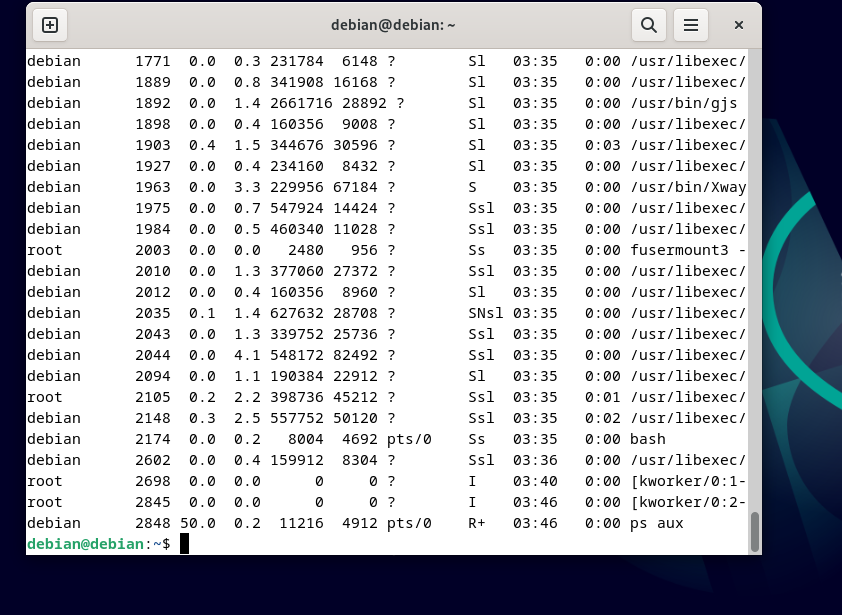 debian@debian: ~
debian 1771 0.0 0.3 231784 6148 ? Sl 03:35 0:00 /usr/libexec/
debian 1889 0.0 0.8 341908 16168 ? Sl 03:35 0:00 /usr/libexec/
debian 1892 0.0 1.4 2661716 28892 ? Sl 03:35 0:00 /usr/bin/gjs
debian 1898 0.0 0.4 160356 9008 ? Sl 03:35 0:00 /usr/libexec/
debian 1903 0.4 1.5 344676 30596 ? Sl 03:35 0:03 /usr/libexec/
debian 1927 0.0 0.4 234160 8432 ? Sl 03:35 0:00 /usr/libexec/
debian 1963 0.0 3.3 229956 67184 ? S 03:35 0:00 /usr/bin/Xway
debian 1975 0.0 0.7 547924 14424 ? Ssl 03:35 0:00 /usr/libexec/
debian 1984 0.0 0.5 460340 11028 ? Ssl 03:35 0:00 /usr/libexec/
root 2003 0.0 0.0 2480 956 ? Ss 03:35 0:00 fusermount3 -
debian 2010 0.0 1.3 377060 27372 ? Ssl 03:35 0:00 /usr/libexec/
debian 2012 0.0 0.4 160356 8960 ? Sl 03:35 0:00 /usr/libexec/
debian 2035 0.1 1.4 627632 28708 ? SNsl 03:35 0:00 /usr/libexec/
debian 2043 0.0 1.3 339752 25736 ? Ssl 03:35 0:00 /usr/libexec/
debian 2044 0.0 4.1 548172 82492 ? Ssl 03:35 0:00 /usr/libexec/
debian 2094 0.0 1.1 190384 22912 ? Sl 03:35 0:00 /usr/libexec/
root 2105 0.2 2.2 398736 45212 ? Ssl 03:35 0:01 /usr/libexec/
debian 2148 0.3 2.5 557752 50120 ? Ssl 03:35 0:02 /usr/libexec/
debian 2174 0.0 0.2 8004 4692 pts/0 Ss 03:35 0:00 bash
debian 2602 0.0 0.4 159912 8304 ? Ssl 03:36 0:00 /usr/libexec/
root 2698 0.0 0.0 0 0 ? I 03:40 0:00 [kworker/0:1-
root 2845 0.0 0.0 0 0 ? I 03:46 0:00 [kworker/0:2-
debian 2848 50.0 0.2 11216 4912 pts/0 R+ 03:46 0:00 ps aux
debian@debian:~$